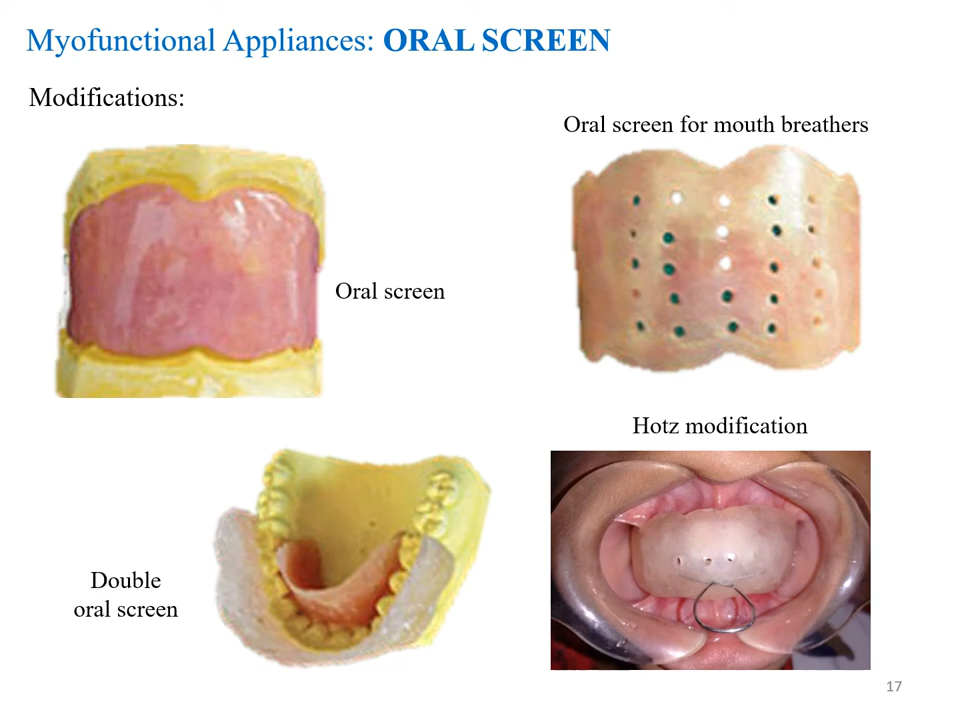 Myofunctional Appliances: ORAL SCREEN
Modifications:
Oral screen for mouth breathers
Oral screen
Hotz modification
Double
oral screen
17